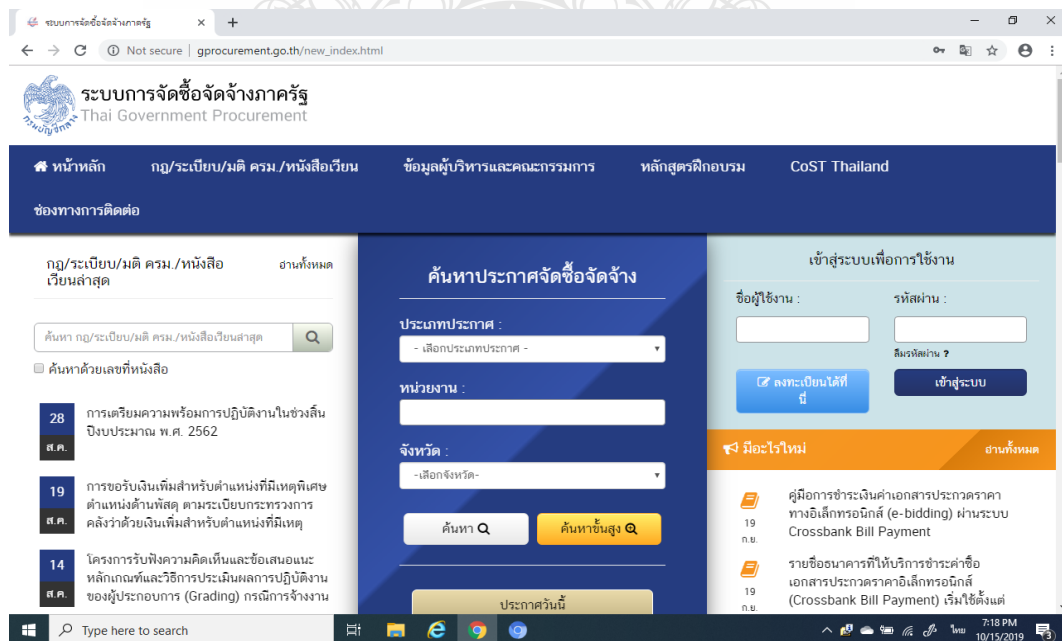 ระบบการจัดซื้อจัดจ้างภาครัฐ
Not secure | gprocurement.go.th/new_index.html
ระบบการจัดซื้อจัดจ้างภาครัฐ
Thai Government Procurement
กรมบัญชีกลาง
หน้าหลัก กฎ/ระเบียบ/มติ ครม./หนังสือเวียน ข้อมูลผู้บริหารและคณะกรรมการ หลักสูตรฝึกอบรม CoST Thailand
ช่องทางการติดต่อ
กฎ/ระเบียบ/มติ ครม./หนังสือ อ่านทั้งหมด
เวียนล่าสุด
ค้นหา กฎ/ระเบียบ/มติ ครม./หนังสือเวียนล่าสุด
ค้นหาด้วยเลขที่หนังสือ
28 ส.ค.
การเตรียมความพร้อมการปฏิบัติงานในช่วงสิ้น
ปีงบประมาณ พ.ศ. 2562
19 ส.ค.
การขอรับเงินเพิ่มสำหรับตำแหน่งที่มีเหตุพิเศษ
ตำแหน่งด้านพัสดุ ตามระเบียบกระทรวงการ
คลังว่าด้วยเงินเพิ่มสำหรับตำแหน่งที่มีเหตุ
14 ส.ค.
โครงการรับฟังความคิดเห็นและข้อเสนอแนะ
หลักเกณฑ์และวิธีการประเมินผลการปฏิบัติงาน
ของผู้ประกอบการ (Grading) กรณีการจ้างงาน
ค้นหาประกาศจัดซื้อจัดจ้าง
ประเภทประกาศ :
- เลือกประเภทประกาศ -
หน่วยงาน :
จังหวัด :
-เลือกจังหวัด-
ค้นหา ค้นหาขั้นสูง
ประกาศวันนี้
เข้าสู่ระบบเพื่อการใช้งาน
ชื่อผู้ใช้งาน : รหัสผ่าน :
ลืมรหัสผ่าน ?
ลงทะเบียนได้ที่
นี่
เข้าสู่ระบบ
มีอะไรใหม่ อ่านทั้งหมด
19 ก.ย.
คู่มือการชำระเงินค่าเอกสารประกวดราคา
ทางอิเล็กทรอนิกส์ (e-bidding) ผ่านระบบ
Crossbank Bill Payment
19 ก.ย.
รายชื่อธนาคารที่ให้บริการชำระค่าซื้อ
เอกสารประกวดราคาอิเล็กทรอนิกส์
(Crossbank Bill Payment) เริ่มใช้ตั้งแต่
Type here to search
ไทย
7:18 PM
10/15/2019